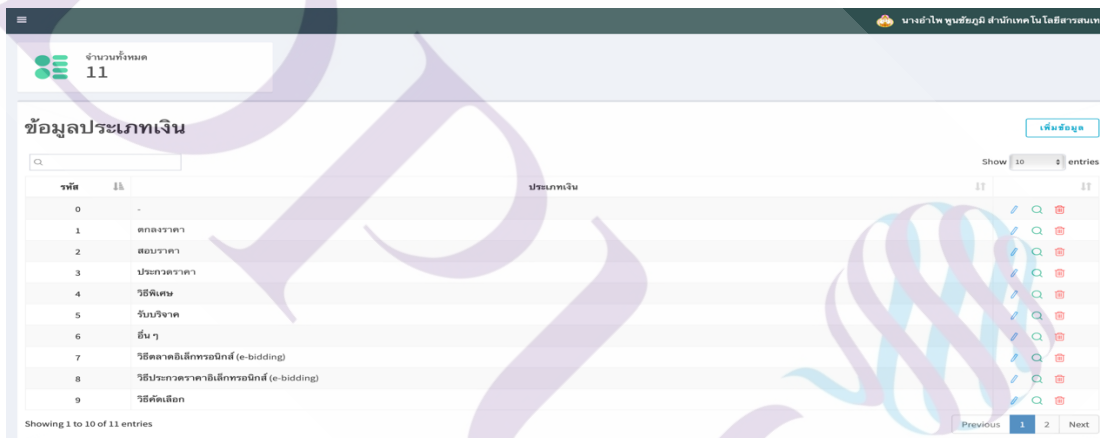 นางอำไพ พูนชัยภูมิ สำนักเทคโนโลยีสารสนเท
จำนวนทั้งหมด
11
ข้อมูลประเภทเงิน
เพิ่มข้อมูล
Show 10 entries
รหัส ประเภทเงิน
0 -
1 ตกลงราคา
2 สอบราคา
3 ประกวดราคา
4 วิธีพิเศษ
5 รับบริจาค
6 อื่น ๆ
7 วิธีตลาดอิเล็กทรอนิกส์ (e-bidding)
8 วิธีประกวดราคาอิเล็กทรอนิกส์ (e-bidding)
9 วิธีคัดเลือก
Showing 1 to 10 of 11 entries
Previous 1 2 Next